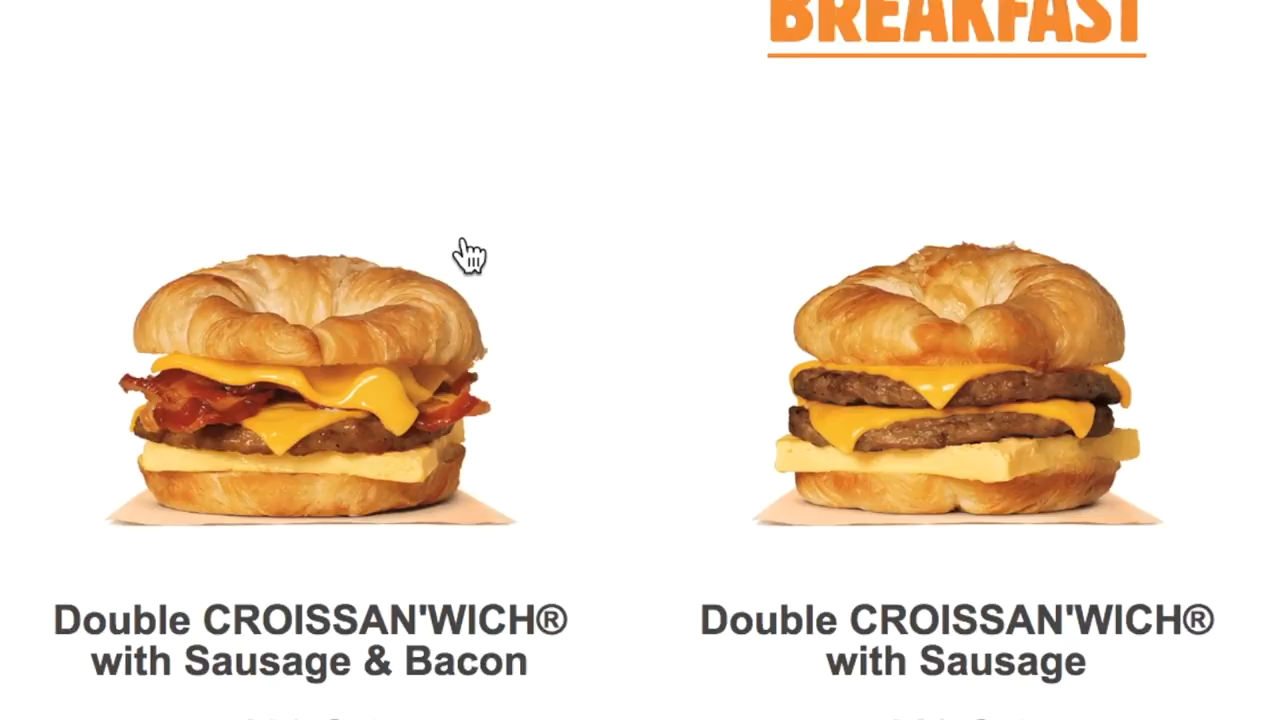 BREAKFAST
Double CROISSAN'WICH®
with Sausage & Bacon
Double CROISSAN'WICH®
with Sausage